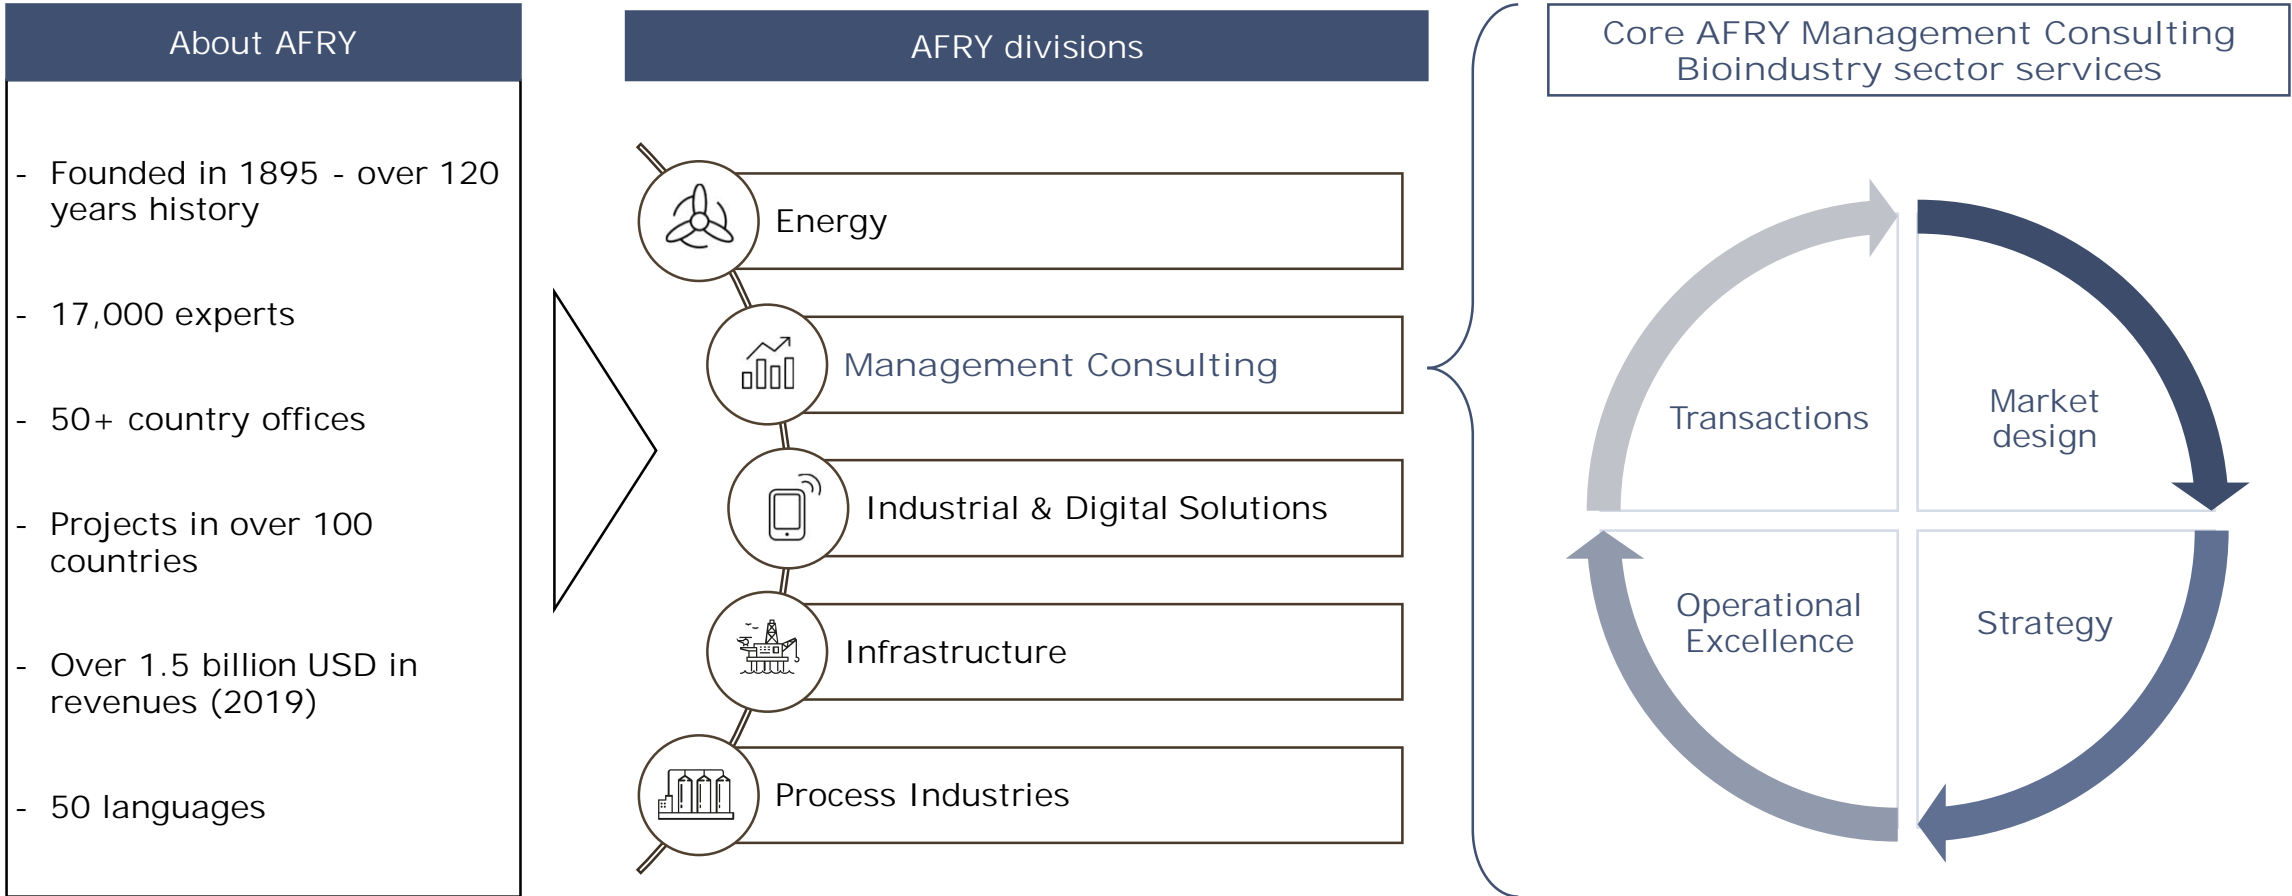 About AFRY
- Founded in 1895 - over 120
years history
- 17,000 experts
- 50+ country offices
- Projects in over 100
countries
- Over 1.5 billion USD in
revenues (2019)
- 50 languages
AFRY divisions
Energy
Management Consulting
Industrial & Digital Solutions
Infrastructure
Process Industries
Core AFRY Management Consulting
Bioindustry sector services
Transactions
Market
design
Operational
Excellence
Strategy